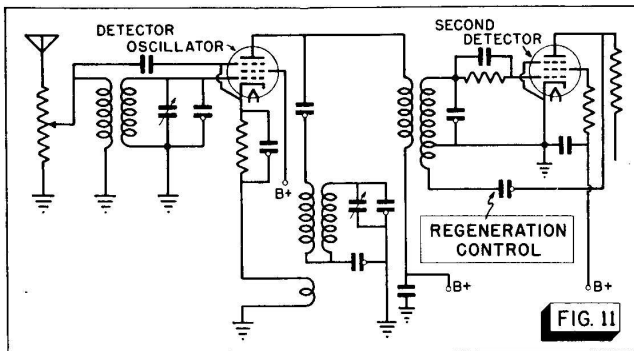 DETECTOR
OSCILLATOR
SECOND
DETECTOR
B+
REGENERATION
CONTROL
B+
B+
FIG. 11